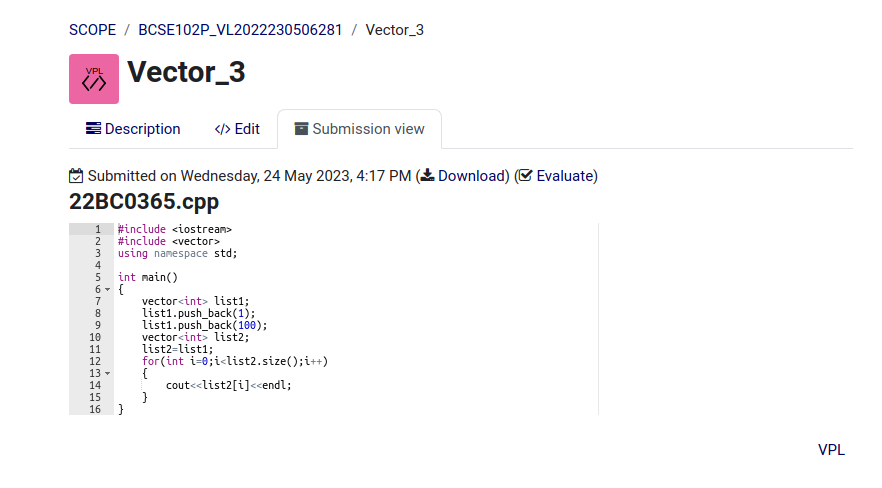 SCOPE / BCSE102P_VL2022230506281 / Vector_3
VPL
Vector_3
Description
Edit
Submission view
Submitted on Wednesday, 24 May 2023, 4:17 PM (Download) (Evaluate)
22BC0365.cpp
1 #include <iostream>
2 #include <vector>
3 using namespace std;
4
5 int main()
6 {
7     vector<int> list1;
8     list1.push_back(1);
9     list1.push_back(100);
10     vector<int> list2;
11     list2=list1;
12     for(int i=0;i<list2.size();i++)
13     {
14         cout<<list2[i]<<endl;
15     }
16 }
VPL